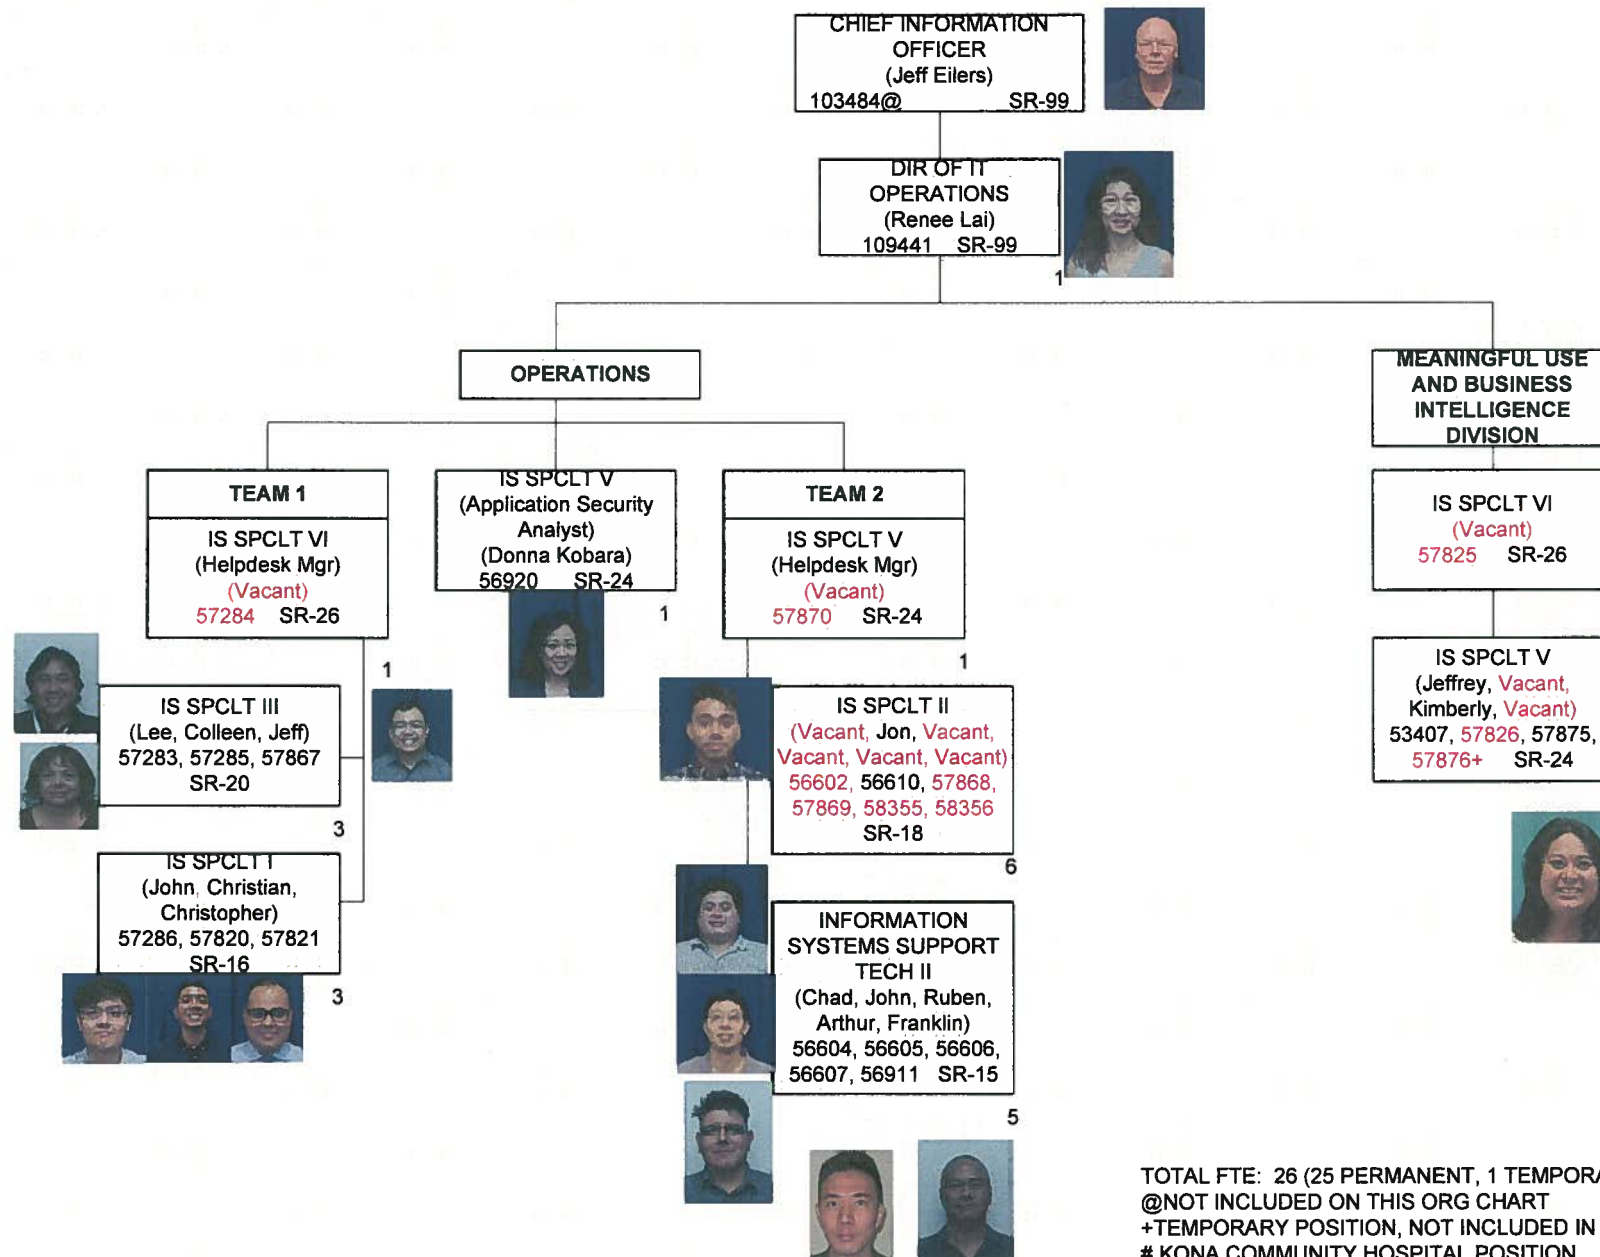 CHIEF INFORMATION
OFFICER
(Jeff Eilers)
103484@ SR-99
DIR OF IT
OPERATIONS
(Renee Lai)
109441 SR-99
1
OPERATIONS
MEANINGFUL USE
AND BUSINESS
INTELLIGENCE
DIVISION
TEAM 1
IS SPCLT VI
(Helpdesk Mgr)
(Vacant)
57284 SR-26
1
IS SPCLT V
(Application Security
Analyst)
(Donna Kobara)
56920 SR-24
1
TEAM 2
IS SPCLT V
(Helpdesk Mgr)
(Vacant)
57870 SR-24
1
IS SPCLT VI
(Vacant)
57825 SR-26
IS SPCLT III
(Lee, Colleen, Jeff)
57283, 57285, 57867
SR-20
3
IS SPCLT I
(John, Christian,
Christopher)
57286, 57820, 57821
SR-16
3
IS SPCLT II
(Vacant, Jon, Vacant,
Vacant, Vacant, Vacant)
56602, 56610, 57868,
57869, 58355, 58356
SR-18
6
INFORMATION
SYSTEMS SUPPORT
TECH II
(Chad, John, Ruben,
Arthur, Franklin)
56604, 56605, 56606,
56607, 56911 SR-15
5
IS SPCLT V
(Jeffrey, Vacant,
Kimberly, Vacant)
53407, 57826, 57875,
57876+ SR-24
TOTAL FTE: 26 (25 PERMANENT, 1 TEMPORA
@NOT INCLUDED ON THIS ORG CHART
+TEMPORARY POSITION, NOT INCLUDED IN
# KONA COMMUNITY HOSPITAL POSITION